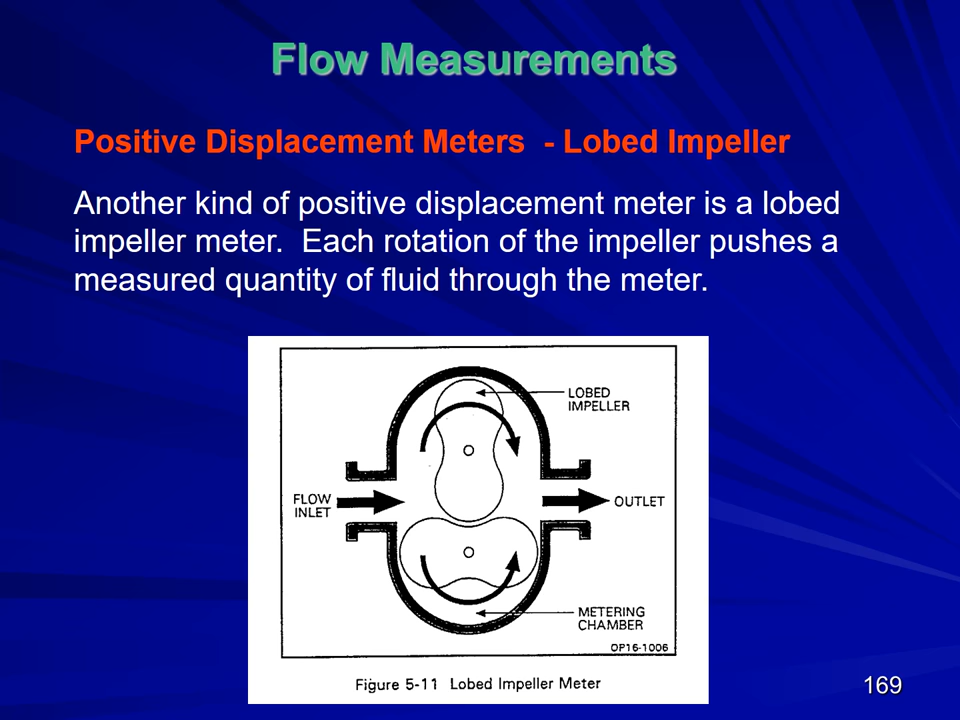 Flow Measurements
Positive Displacement Meters - Lobed Impeller
Another kind of positive displacement meter is a lobed
impeller meter. Each rotation of the impeller pushes a
measured quantity of fluid through the meter.
LOBED
IMPELLER
FLOW
INLET
OUTLET
METERING
CHAMBER
OP16-1006
Figure 5-11 Lobed Impeller Meter
169